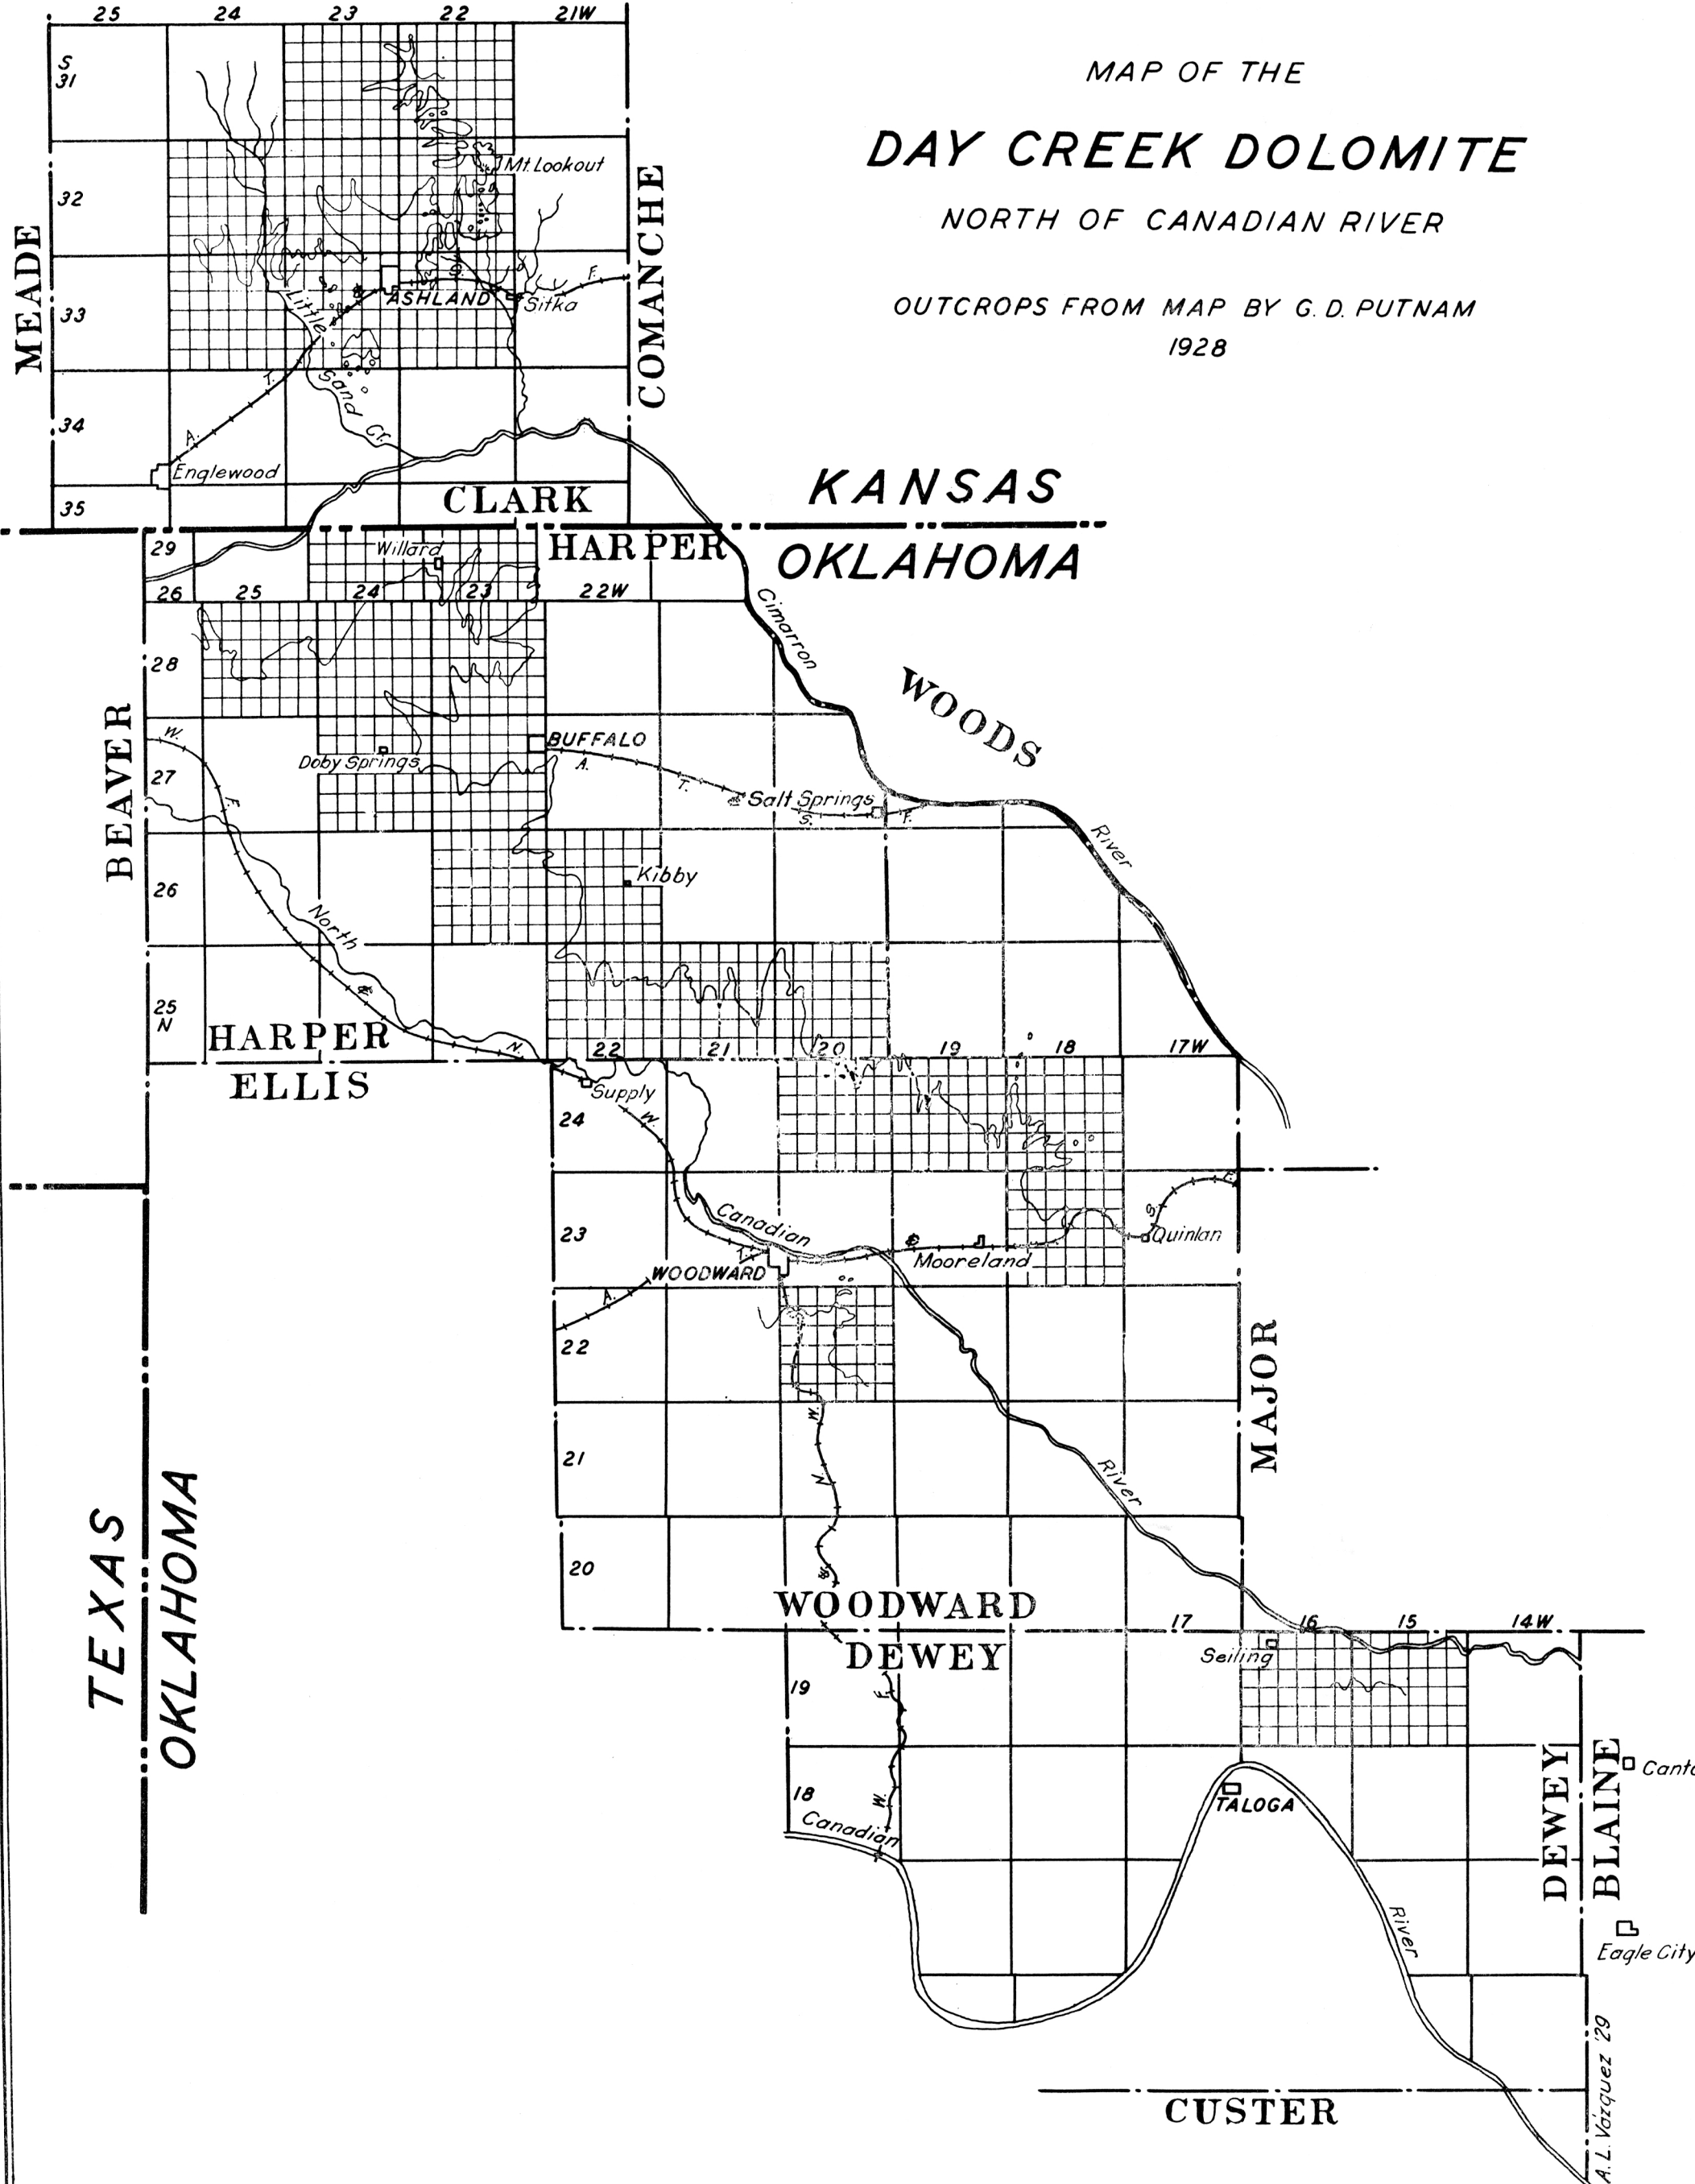 MAP OF THE
DAY CREEK DOLOMITE
NORTH OF CANADIAN RIVER
OUTCROPS FROM MAP BY G. D. PUTNAM
1928
25 24 23 22 21W
S
31
32
33
34
35
MEADE
COMANCHE
Mt. Lookout
ASHLAND
Sitka
S. F.
Little
Sand Cr.
A. T.
Englewood
CLARK
KANSAS
OKLAHOMA
HARPER
29
Willard
26 25 24 23 22W
28
27
26
25
N
BEAVER
Cimarron
River
WOODS
BUFFALO
Doby Springs
A. T. S. F.
Salt Springs
Kibby
W. F. & N. W.
North
Canadian
River
HARPER
ELLIS
22 21 20 19 18 17W
Supply
24
23
22
21
20
WOODWARD
A. T. & S. F.
Mooreland
Quinlan
MAJOR
W. N. & F. W.
TEXAS
OKLAHOMA
WOODWARD
DEWEY
17 16 15 14W
Seiling
19
18
Canadian
River
TALOGA
DEWEY
BLAINE
Canto
Eagle City
CUSTER
A. L. Vazquez '29